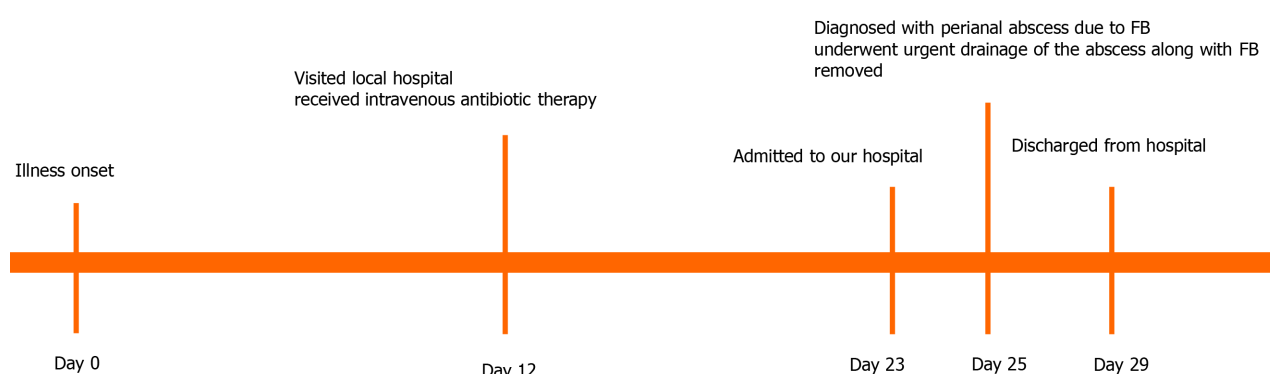 Diagnosed with perianal abscess due to FB
underwent urgent drainage of the abscess along with FB
removed
Visited local hospital
received intravenous antibiotic therapy
Discharged from hospital
Admitted to our hospital
Illness onset
Day 0
Day 12
Day 23
Day 25
Day 29